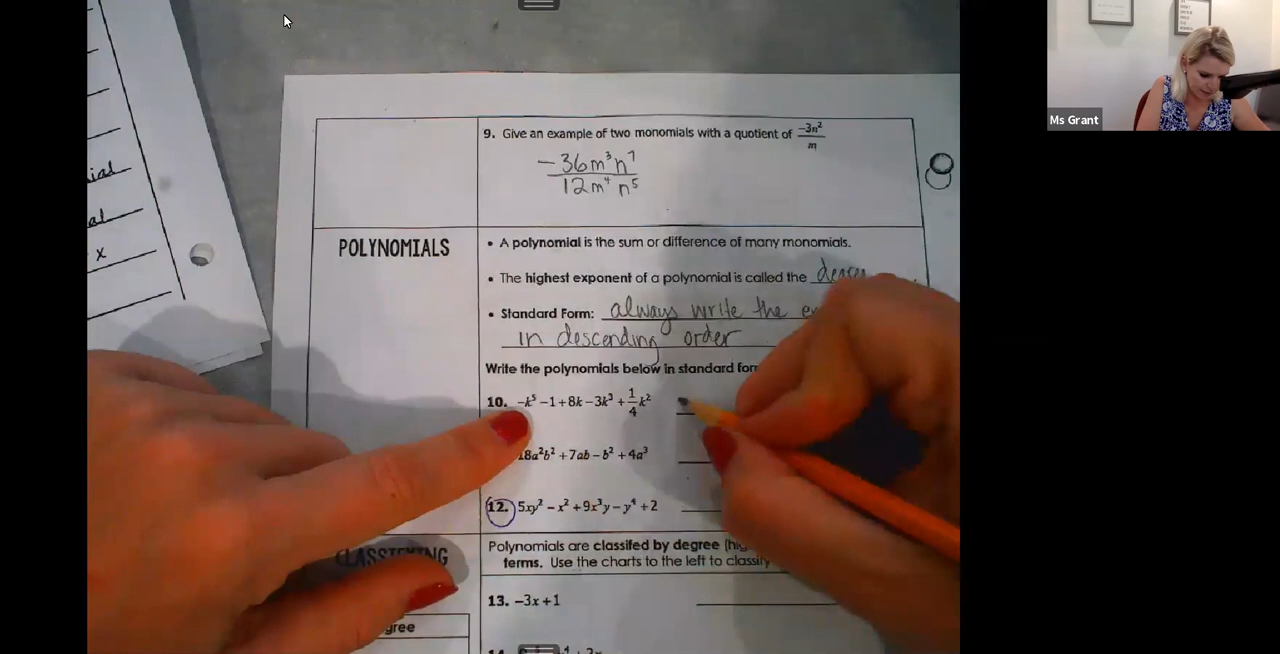 9. Give an example of two monomials with a quotient of -3n²/m
-36m³n⁷
12m⁴ n⁵
8
ial
al
x
POLYNOMIALS
• A polynomial is the sum or difference of many monomials.
• The highest exponent of a polynomial is called the
• Standard Form: always write the
in descending order
Write the polynomials below in standard
10. -k⁵ - 1 + 8k - 3k³ + 1/4 k²
18a²b² + 7ab - b² + 4a³
12. 5xy² - x² + 9x³y - y⁴ + 2
Polynomials are classifed by degree
terms. Use the charts to the left to classify
13. -3x + 1
gree
Ms Grant